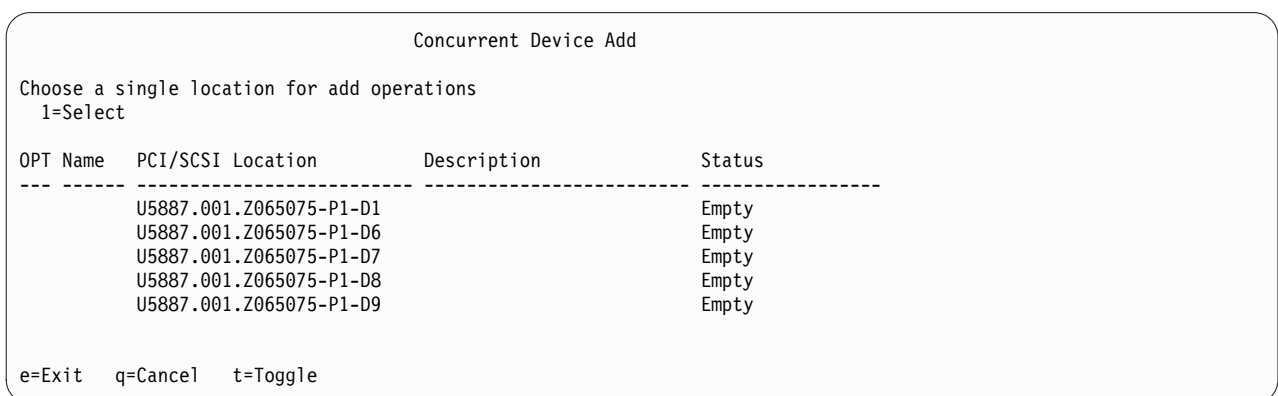 Concurrent Device Add
Choose a single location for add operations
1=Select
OPT Name PCI/SCSI Location Description Status
--- ------ -------------------------- ------------------------- -----------------
U5887.001.Z065075-P1-D1 Empty
U5887.001.Z065075-P1-D6 Empty
U5887.001.Z065075-P1-D7 Empty
U5887.001.Z065075-P1-D8 Empty
U5887.001.Z065075-P1-D9 Empty
e=Exit q=Cancel t=Toggle